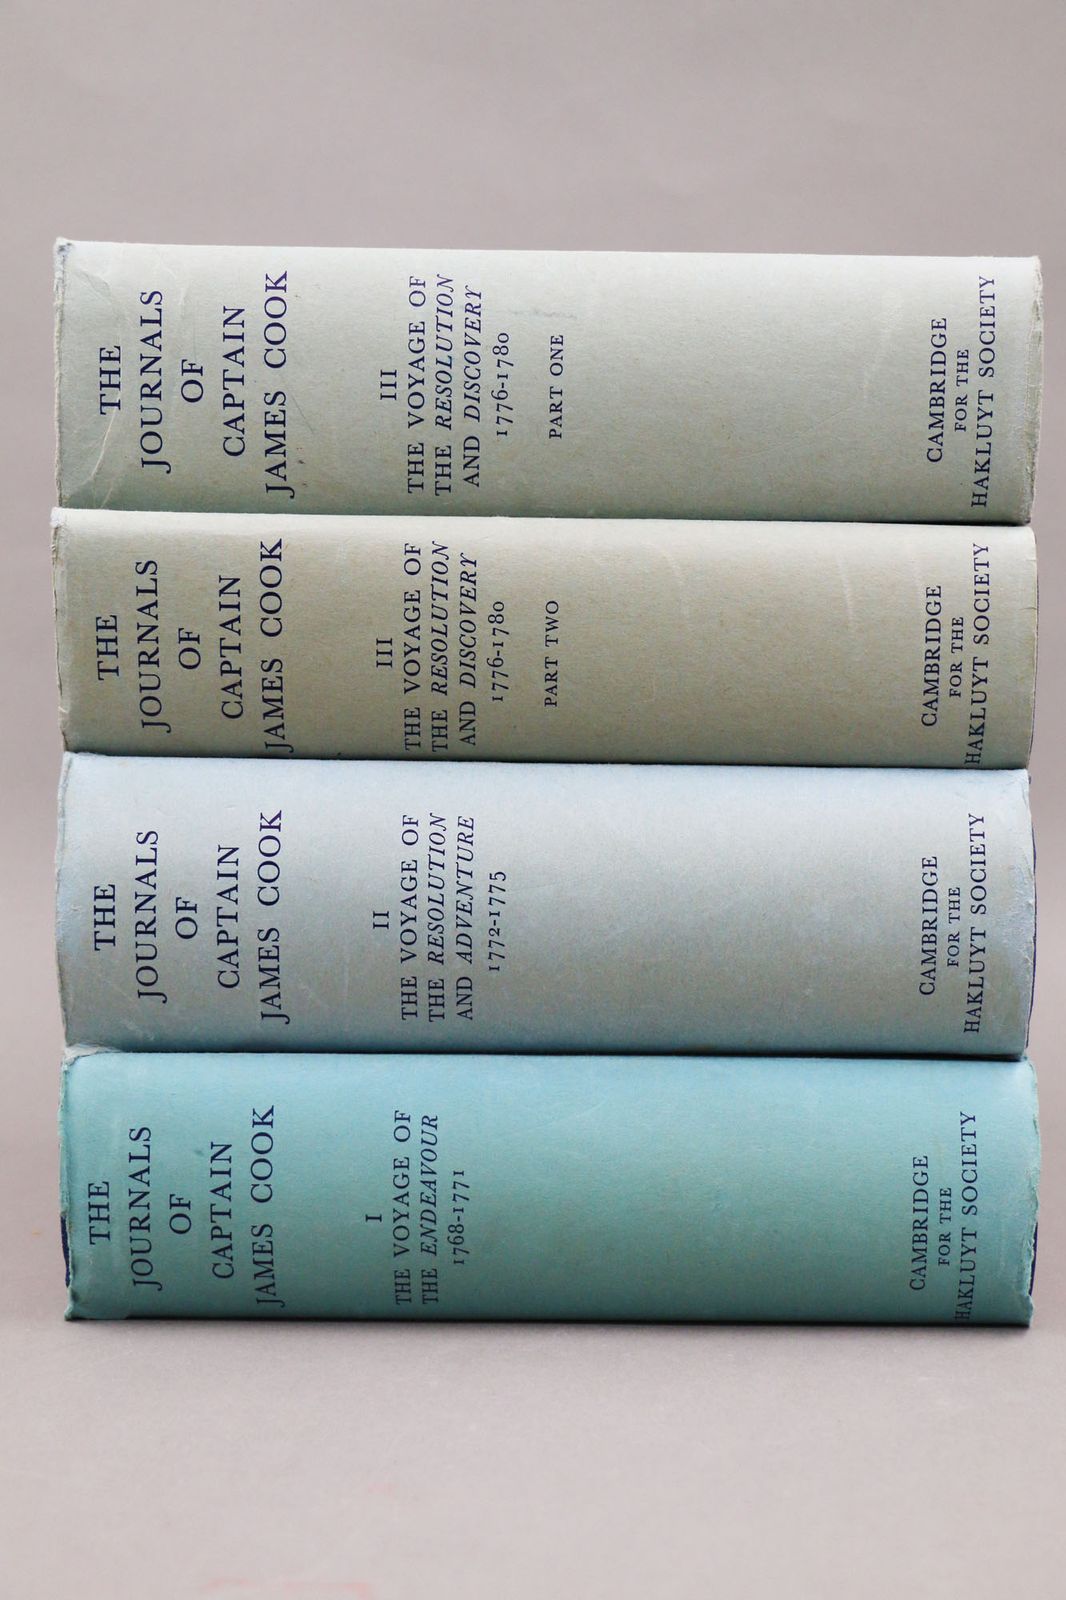 THE
JOURNALS
OF
CAPTAIN
JAMES COOK
III
THE VOYAGE OF
THE RESOLUTION
AND DISCOVERY
1776-1780
PART ONE
CAMBRIDGE
FOR THE
HAKLUYT SOCIETY
THE
JOURNALS
OF
CAPTAIN
JAMES COOK
III
THE VOYAGE OF
THE RESOLUTION
AND DISCOVERY
1776-1780
PART TWO
CAMBRIDGE
FOR THE
HAKLUYT SOCIETY
THE
JOURNALS
OF
CAPTAIN
JAMES COOK
II
THE VOYAGE OF
THE RESOLUTION
AND ADVENTURE
1772-1775
CAMBRIDGE
FOR THE
HAKLUYT SOCIETY
THE
JOURNALS
OF
CAPTAIN
JAMES COOK
I
THE VOYAGE OF
THE ENDEAVOUR
1768-1771
CAMBRIDGE
FOR THE
HAKLUYT SOCIETY